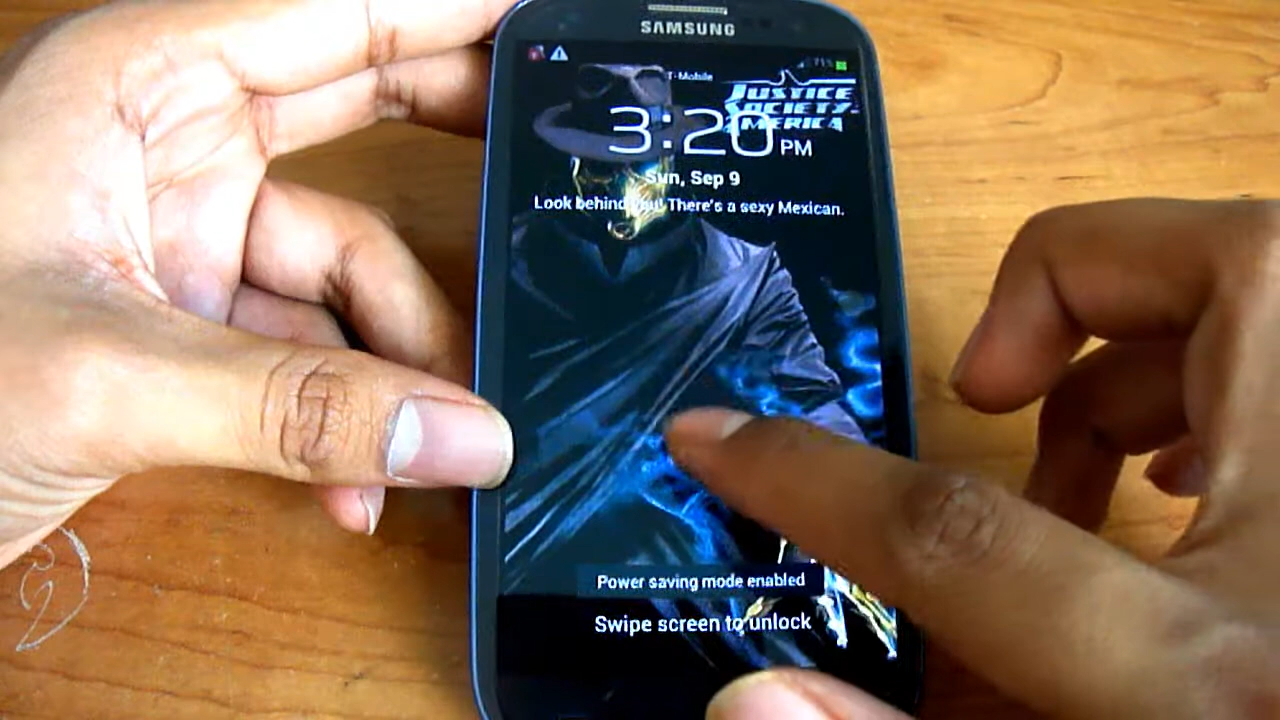 SAMSUNG
71%
T-Mobile
JUSTICE
SOCIETY
AMERICA
3:20 PM
Sun, Sep 9
Look behind you! There's a sexy Mexican.
Power saving mode enabled
Swipe screen to unlock